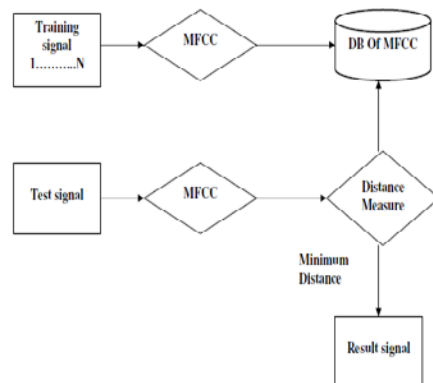 Training
signal
1...........N
MFCC
DB Of MFCC
Test signal
MFCC
Distance
Measure
Minimum
Distance
Result signal